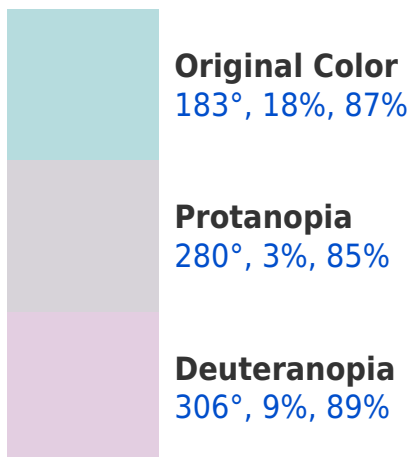 Original Color
183°, 18%, 87%
Protanopia
280°, 3%, 85%
Deuteranopia
306°, 9%, 89%